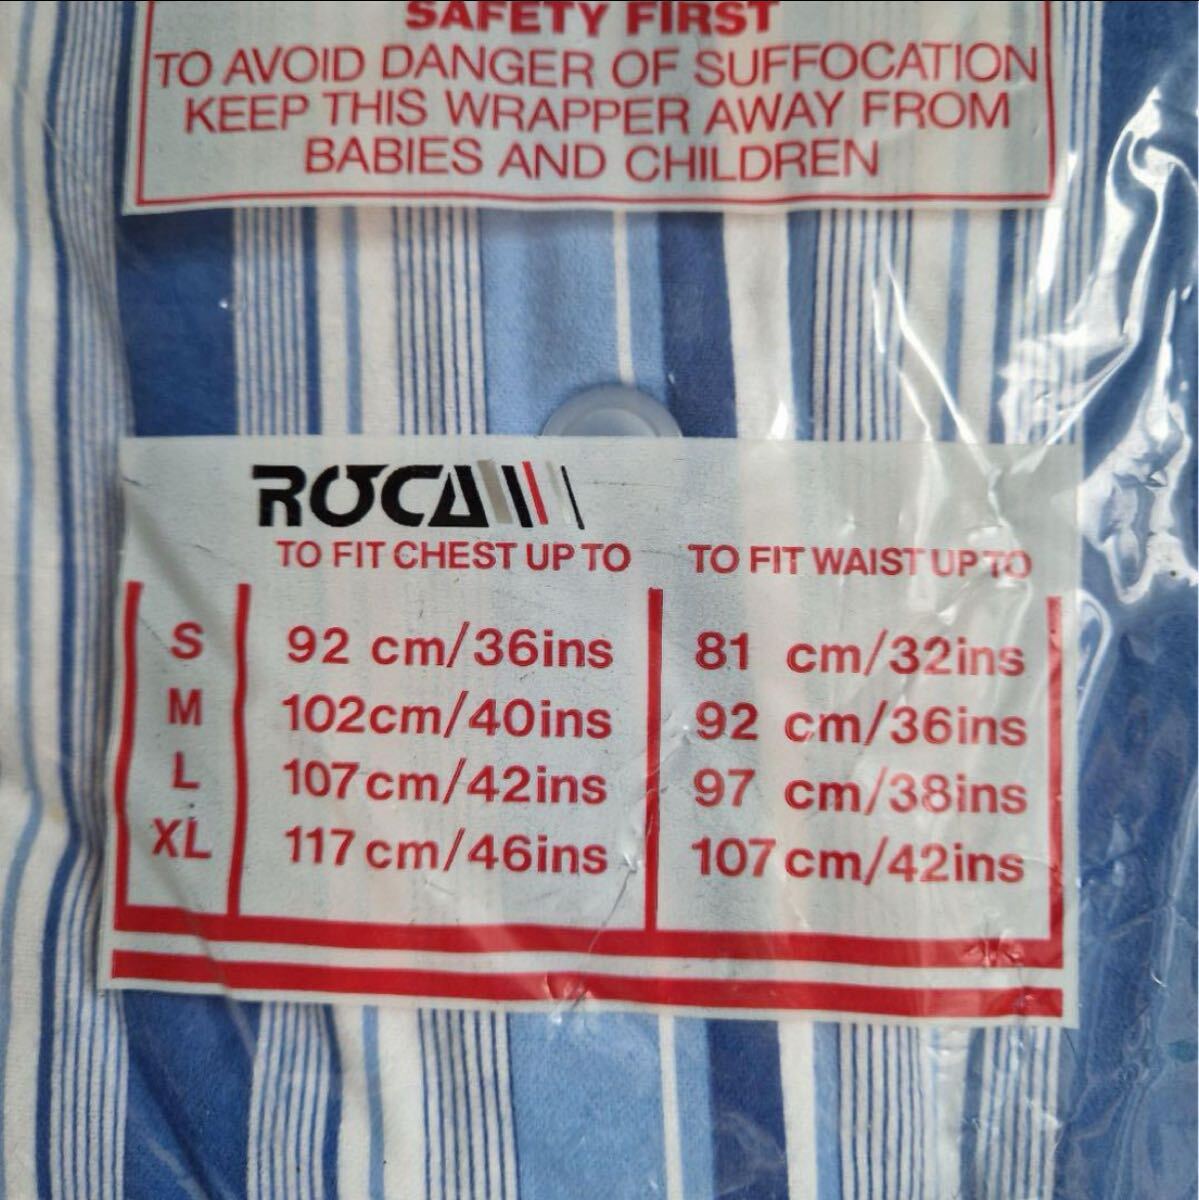 SAFETY FIRST
TO AVOID DANGER OF SUFFOCATION
KEEP THIS WRAPPER AWAY FROM
BABIES AND CHILDREN
ROCA
TO FIT CHEST UP TO TO FIT WAIST UP TO
S 92 cm/36ins 81 cm/32ins
M 102cm/40ins 92 cm/36ins
L 107cm/42ins 97 cm/38ins
XL 117cm/46ins 107cm/42ins